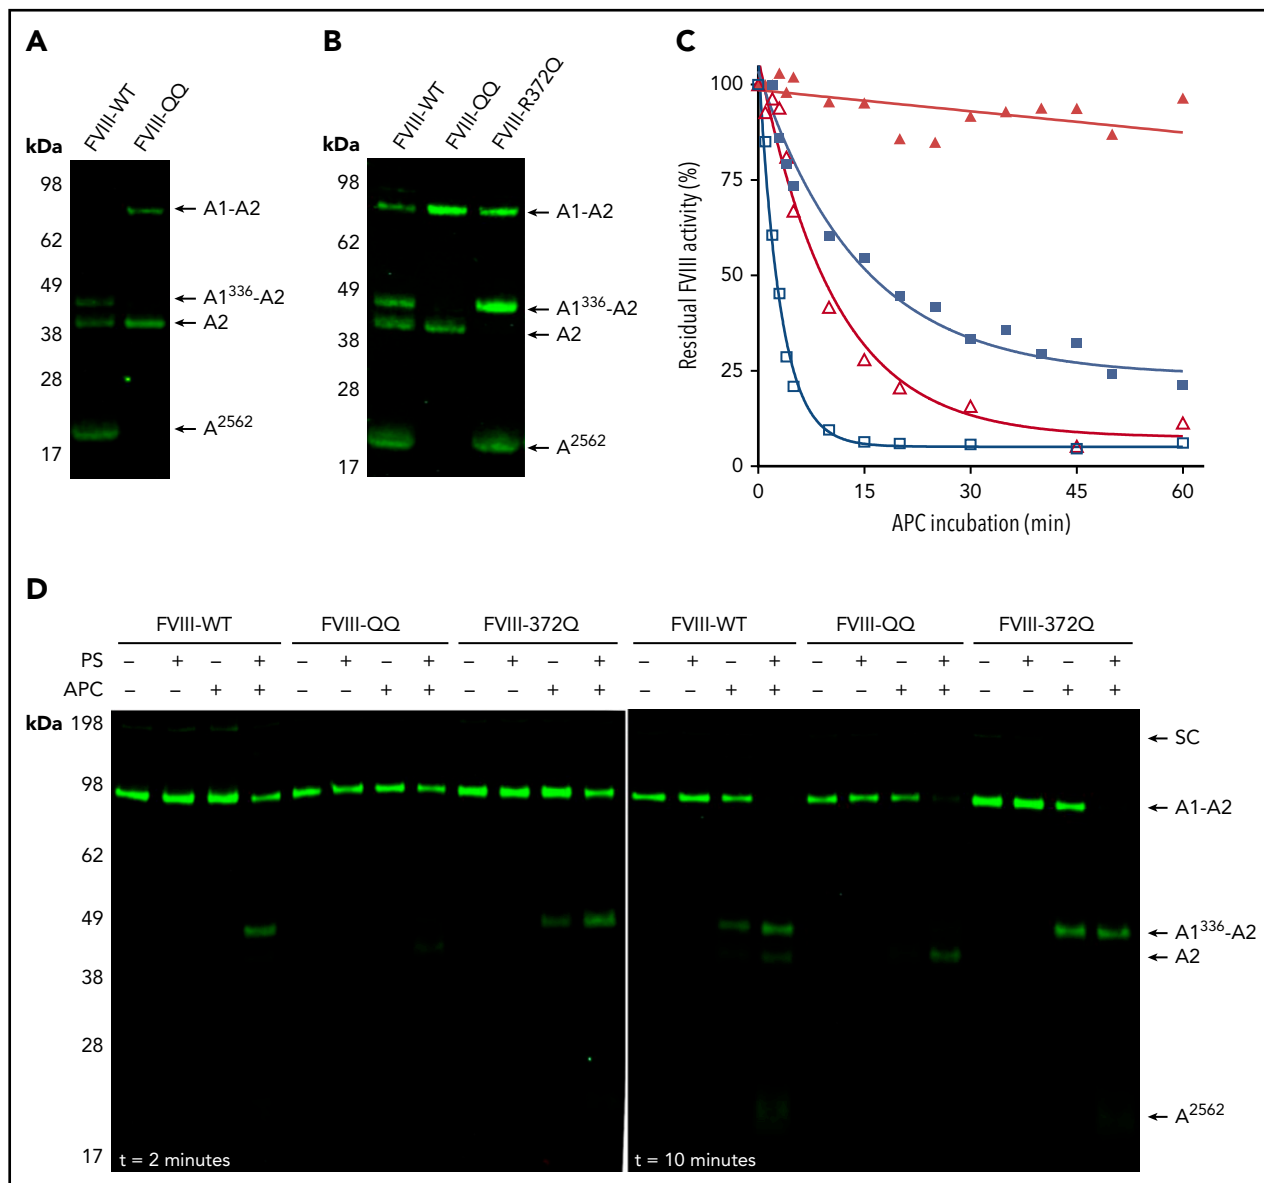 A
FVIII-WT
FVIII-QQ
kDa
98
62
49
38
28
17
← A1-A2
← A1³³⁶-A2
← A2
← A²⁵⁶²
B
FVIII-WT
FVIII-QQ
FVIII-R372Q
kDa
98
62
49
38
28
17
← A1-A2
← A1³³⁶-A2
← A2
← A²⁵⁶²
C
Residual FVIII activity (%)
100
75
50
25
0
0 15 30 45 60
APC incubation (min)
D
FVIII-WT FVIII-QQ FVIII-372Q FVIII-WT FVIII-QQ FVIII-372Q
PS – + – + – + – + – + – + – + – + – + – + – + – +
APC – – + + – – + + – – + + – – + + – – + + – – + +
kDa
198
98
62
49
38
28
17
← SC
← A1-A2
← A1³³⁶-A2
← A2
← A²⁵⁶²
t = 2 minutes
t = 10 minutes